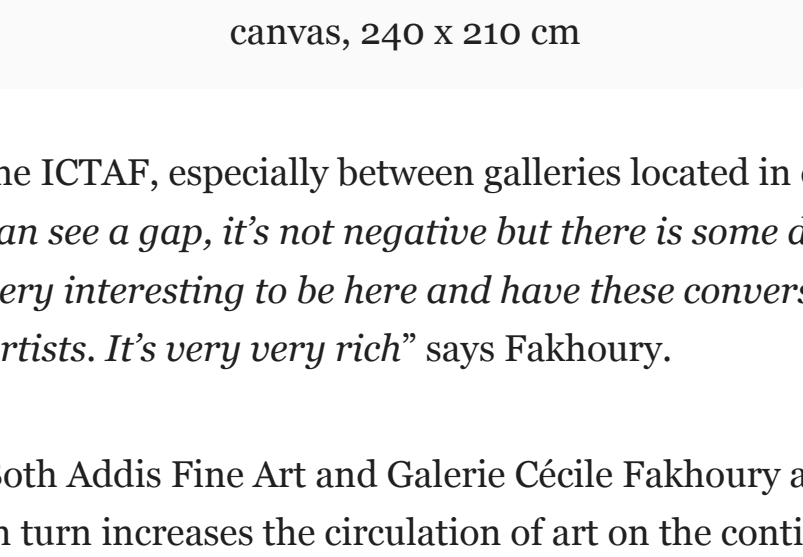 canvas, 240 x 210 cm
ne ICTAF, especially between galleries located in
an see a gap, it’s not negative but there is some
ery interesting to be here and have these convers
rtists. It’s very very rich” says Fakhoury.
Both Addis Fine Art and Galerie Cécile Fakhoury a
n turn increases the circulation of art on the conti